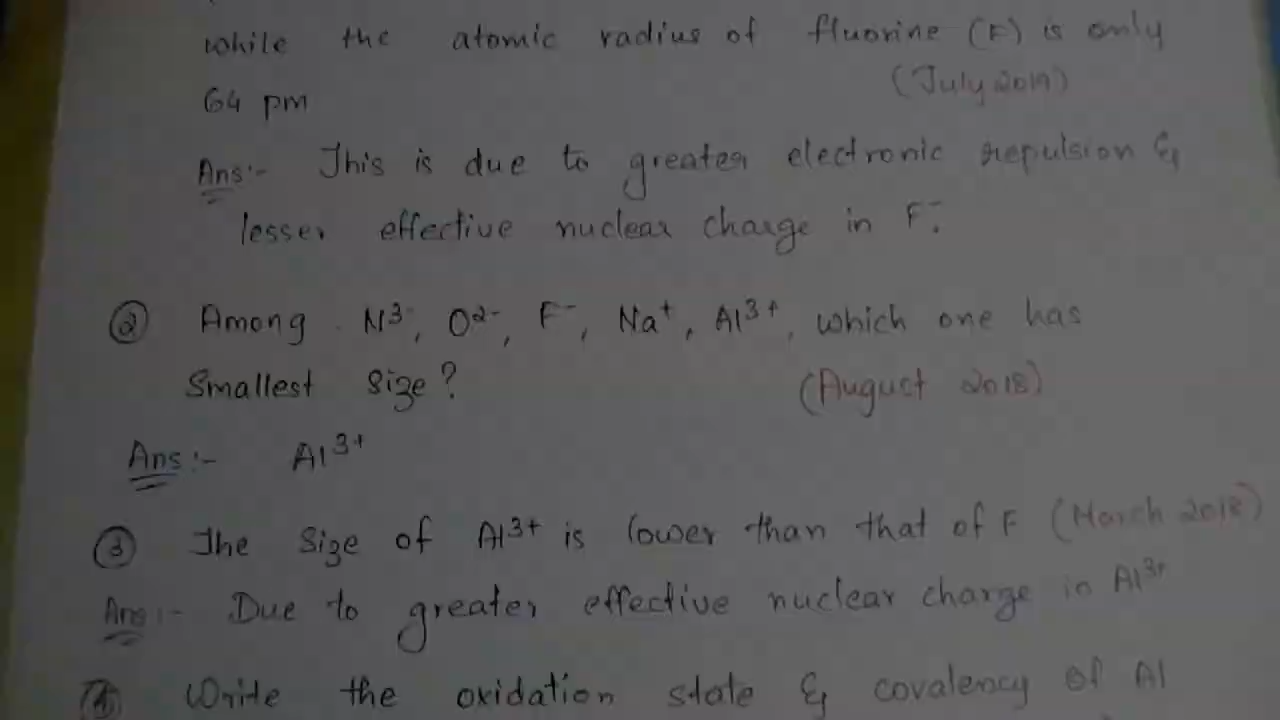 while the atomic radius of fluorine (F) is only
64 pm (July 2019)
Ans:- This is due to greater electronic repulsion &
lesser effective nuclear charge in F⁻.
② Among N³⁻, O²⁻, F⁻, Na⁺, Al³⁺, which one has
Smallest Size? (August 2018)
Ans:- Al³⁺
③ The Size of Al³⁺ is lower than that of F (March 2018)
Ans:- Due to greater effective nuclear charge in Al³⁺
④ Write the oxidation state & covalency of Al